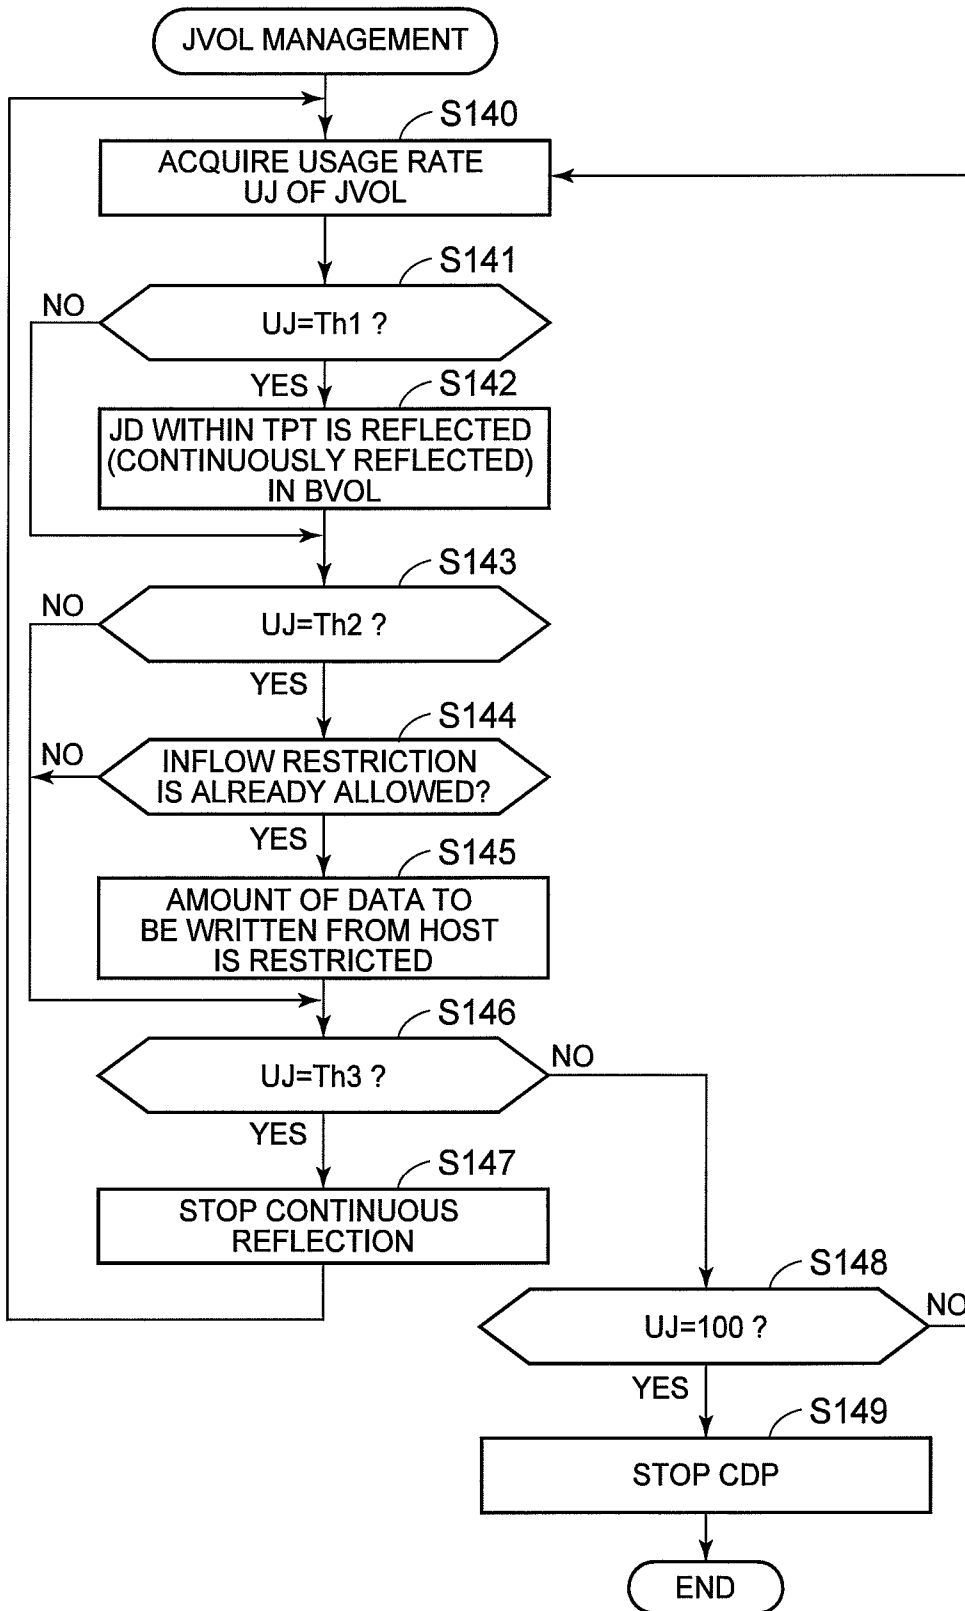 JVOL MANAGEMENT
S140
ACQUIRE USAGE RATE
UJ OF JVOL
S141
NO
UJ=Th1 ?
YES
S142
JD WITHIN TPT IS REFLECTED
(CONTINUOUSLY REFLECTED)
IN BVOL
S143
NO
UJ=Th2 ?
YES
S144
NO
INFLOW RESTRICTION
IS ALREADY ALLOWED?
YES
S145
AMOUNT OF DATA TO
BE WRITTEN FROM HOST
IS RESTRICTED
S146
UJ=Th3 ?
NO
YES
S147
STOP CONTINUOUS
REFLECTION
S148
UJ=100 ?
NO
YES
S149
STOP CDP
END